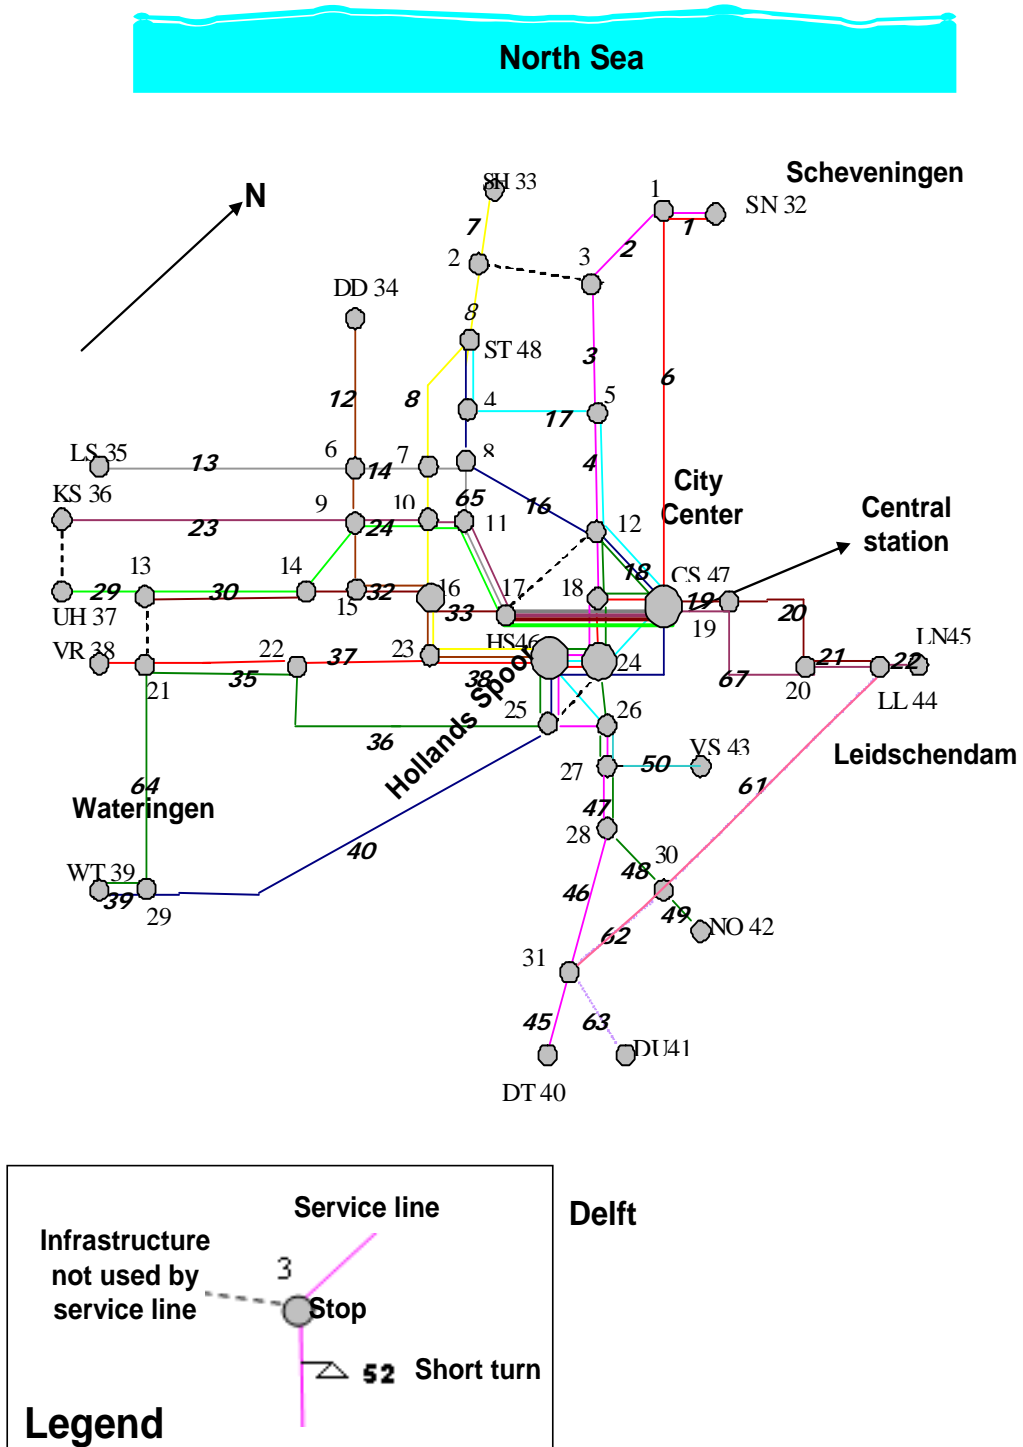 North Sea
Scheveningen
SH 33
1
SN 32
N
1
2
7
2
3
DD 34
8
ST 48
3
6
12
8
4
5
17
LS 35
13
6
14
7
8
4
City
Center
KS 36
23
9
24
10
65
11
16
12
Central
station
29
13
30
14
15
32
16
33
17
18
18
CS 47
19
19
20
UH 37
VR 38
35
22
37
23
38
HS46
24
67
20
21
22
LN45
LL 44
21
36
25
26
Hollands Spoor
27
50
VS 43
Leidschendam
64
Wateringen
47
61
28
40
48
30
WT 39
39
29
46
49
NO 42
62
31
45
63
DU41
DT 40
Delft
Service line
Infrastructure
not used by
service line
3
Stop
52
Short turn
Legend